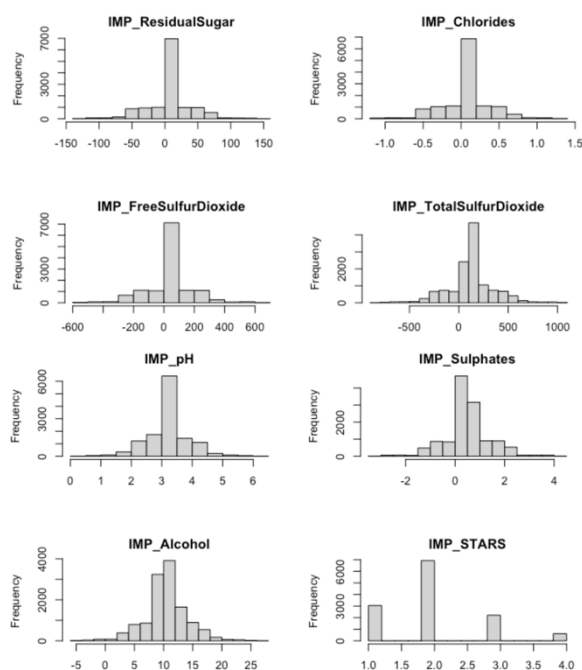 IMP_ResidualSugar
Frequency
0 3000 7000
-150 -100 -50 0 50 100 150
IMP_Chlorides
Frequency
0 3000 6000
-1.0 -0.5 0.0 0.5 1.0 1.5
IMP_FreeSulfurDioxide
Frequency
0 3000 7000
-600 -400 -200 0 200 400 600
IMP_TotalSulfurDioxide
Frequency
0 2000
-500 0 500 1000
IMP_pH
Frequency
0 3000 6000
0 1 2 3 4 5 6
IMP_Sulphates
Frequency
0 2000
-2 0 2 4
IMP_Alcohol
Frequency
0 2000 4000
-5 0 5 10 15 20 25
IMP_STARS
Frequency
0 3000 6000
1.0 1.5 2.0 2.5 3.0 3.5 4.0